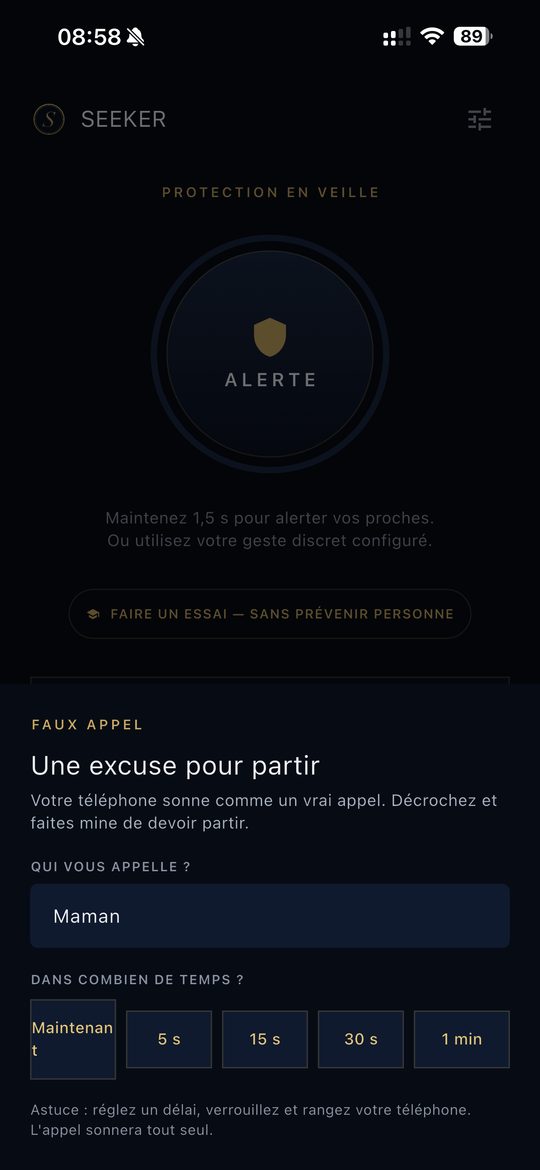 08:58
89
S SEEKER
PROTECTION EN VEILLE
ALERTE
Maintenez 1,5 s pour alerter vos proches.
Ou utilisez votre geste discret configuré.
FAIRE UN ESSAI — SANS PRÉVENIR PERSONNE
FAUX APPEL
Une excuse pour partir
Votre téléphone sonne comme un vrai appel. Décrochez et
faites mine de devoir partir.
QUI VOUS APPELLE ?
Maman
DANS COMBIEN DE TEMPS ?
Maintenan
t
5 s
15 s
30 s
1 min
Astuce : réglez un délai, verrouillez et rangez votre téléphone.
L'appel sonnera tout seul.